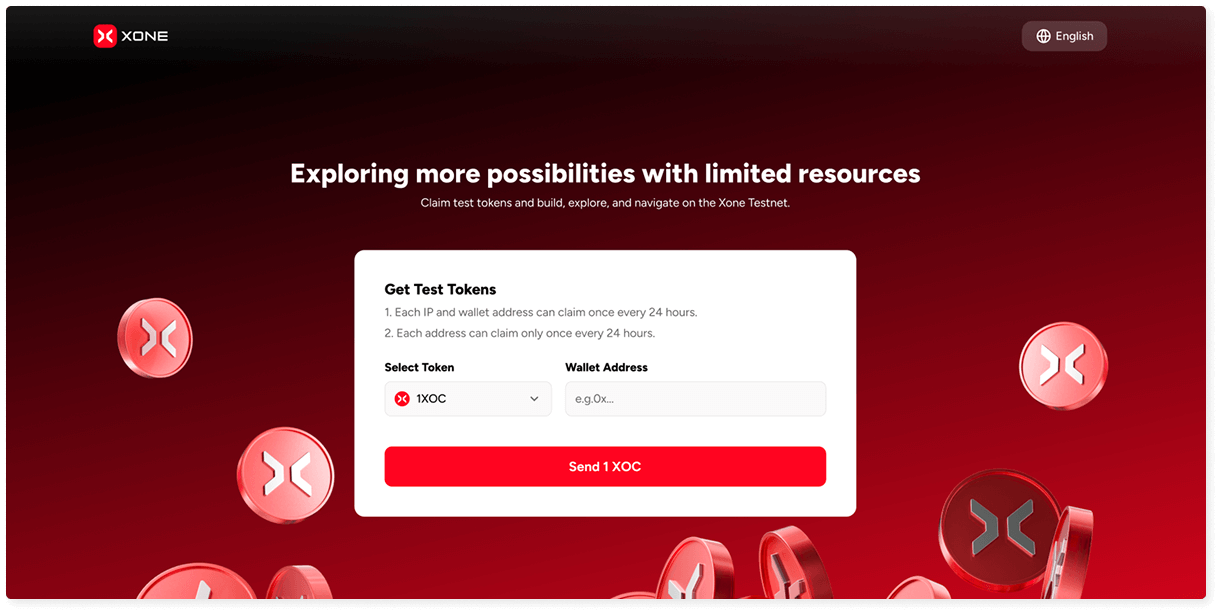 XONE
English
Exploring more possibilities with limited resources
Claim test tokens and build, explore, and navigate on the Xone Testnet.
Get Test Tokens
1. Each IP and wallet address can claim once every 24 hours.
2. Each address can claim only once every 24 hours.
Select Token
Wallet Address
1XOC
e.g.0x...
Send 1 XOC